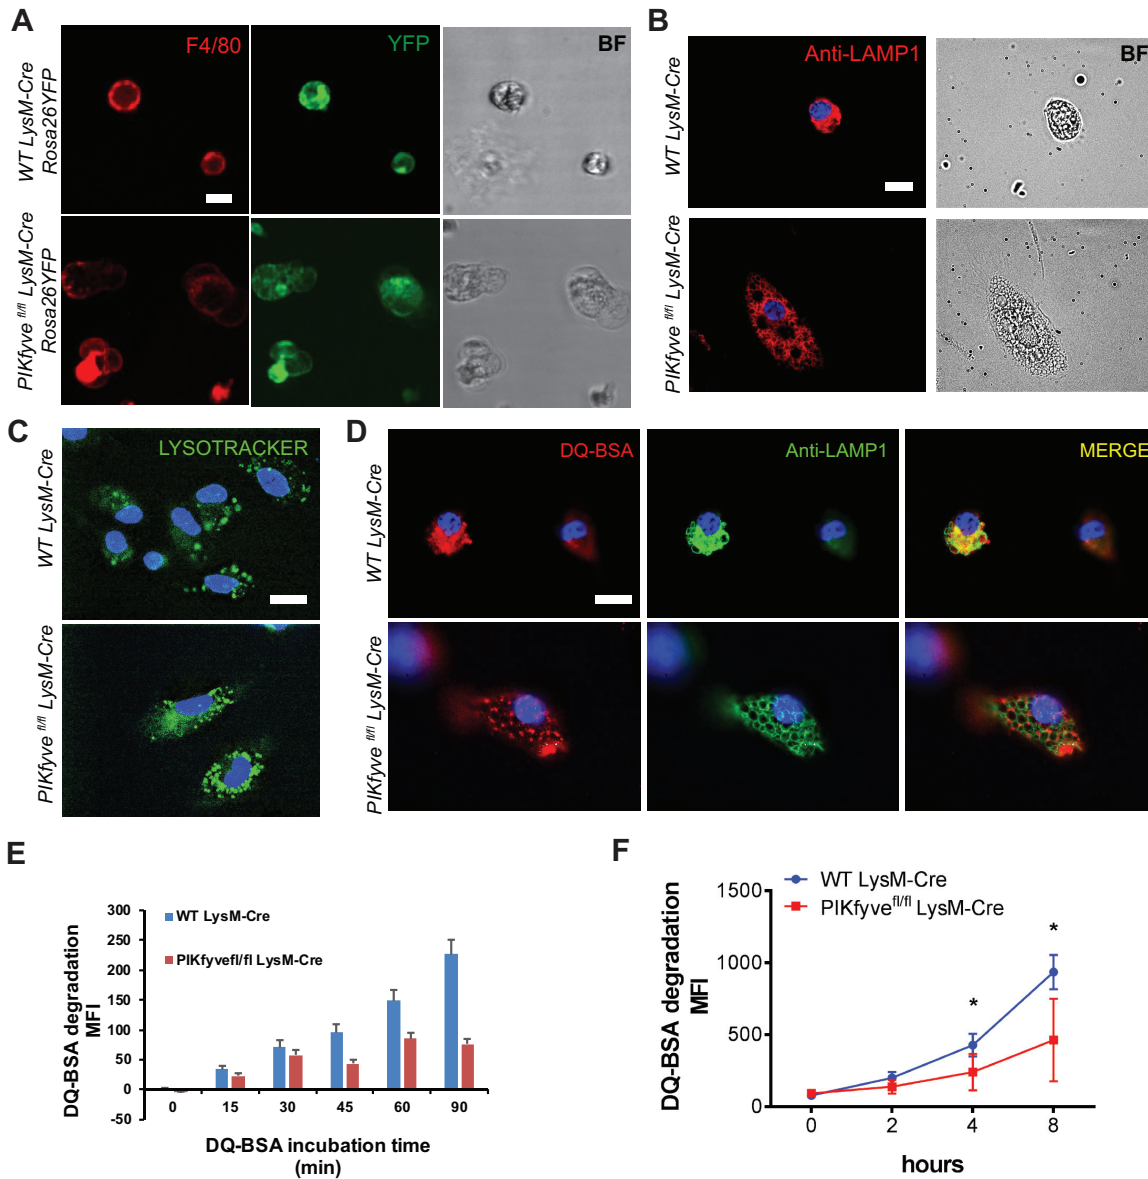 A
F4/80
YFP
BF
WT LysM-Cre
Rosa26YFP
PIKfyve fl/fl LysM-Cre
Rosa26YFP
B
Anti-LAMP1
BF
WT LysM-Cre
PIKfyve fl/fl LysM-Cre
C
LYSOTRACKER
WT LysM-Cre
PIKfyve fl/fl LysM-Cre
D
DQ-BSA
Anti-LAMP1
MERGE
WT LysM-Cre
PIKfyve fl/fl LysM-Cre
E
DQ-BSA degradation
MFI
300
250
200
150
100
50
0
-50
WT LysM-Cre
PIKfyvefl/fl LysM-Cre
0 15 30 45 60 90
DQ-BSA incubation time
(min)
F
DQ-BSA degradation
MFI
WT LysM-Cre
PIKfyvefl/fl LysM-Cre
1500
1000
500
0
*
*
0 2 4 8
hours